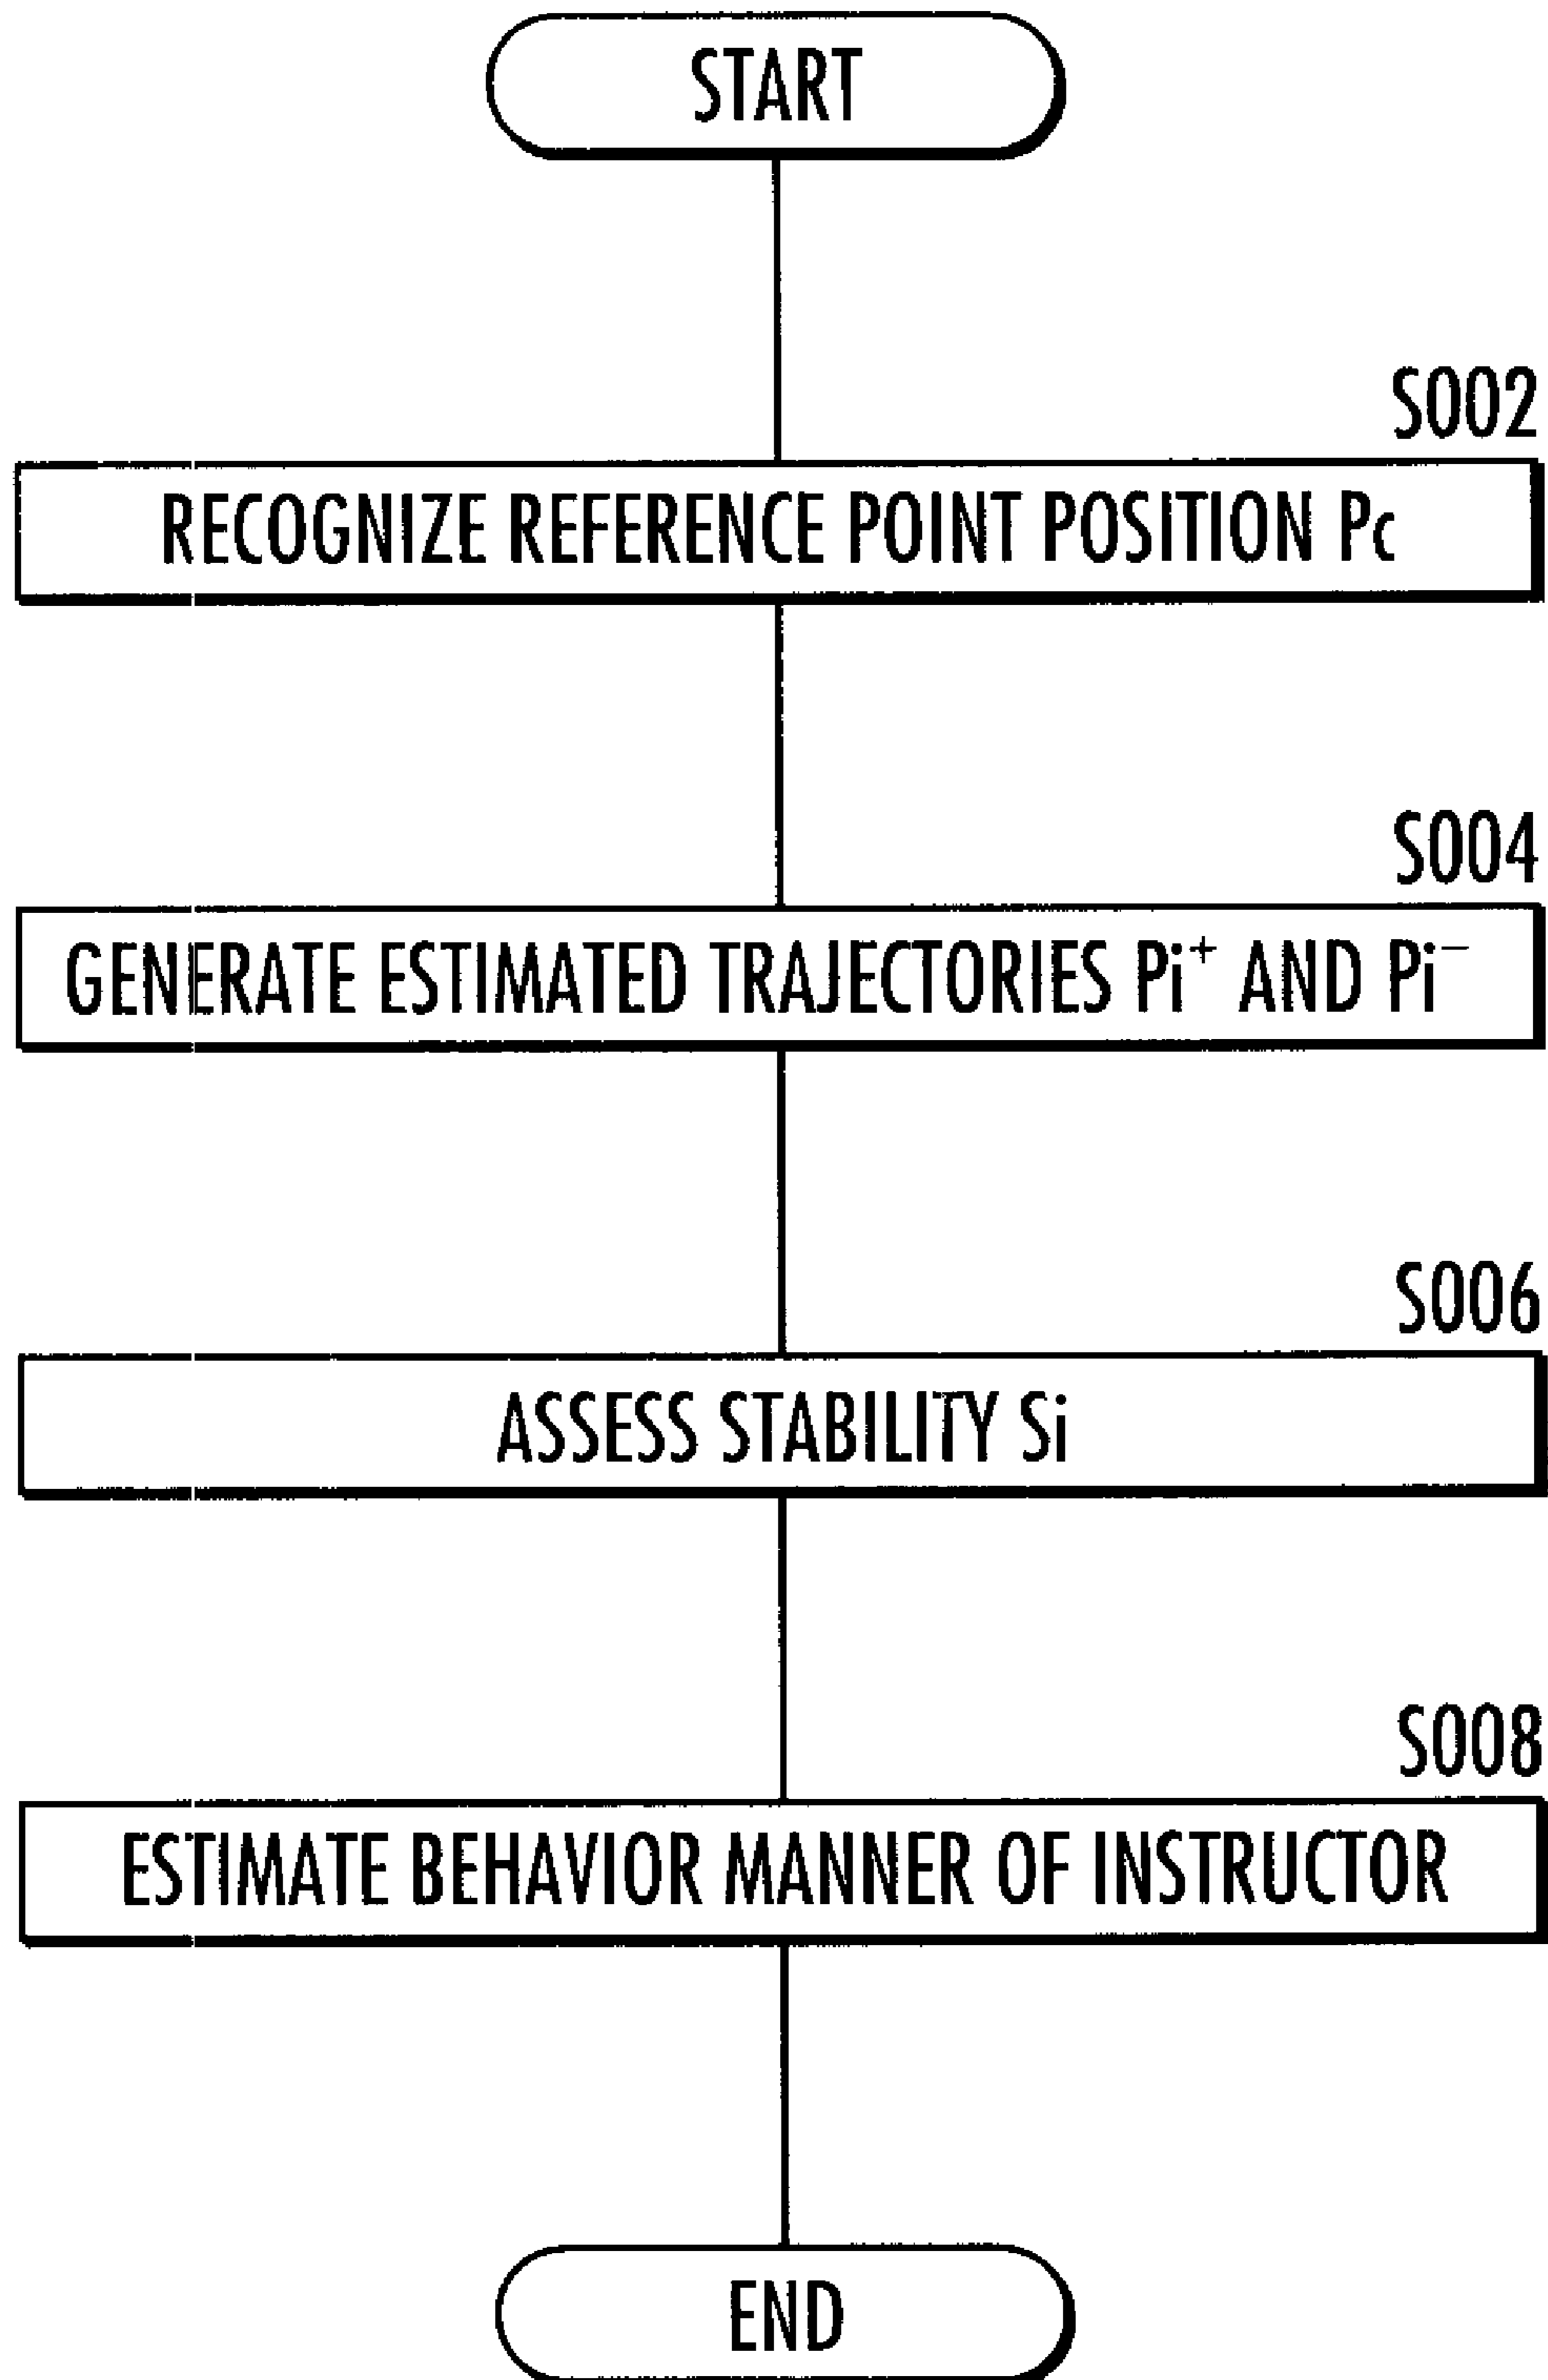 START
S002
RECOGNIZE REFERENCE POINT POSITION Pc
S004
GENERATE ESTIMATED TRAJECTORIES Pi⁺ AND Pi⁻
S006
ASSESS STABILITY Si
S008
ESTIMATE BEHAVIOR MANNER OF INSTRUCTOR
END